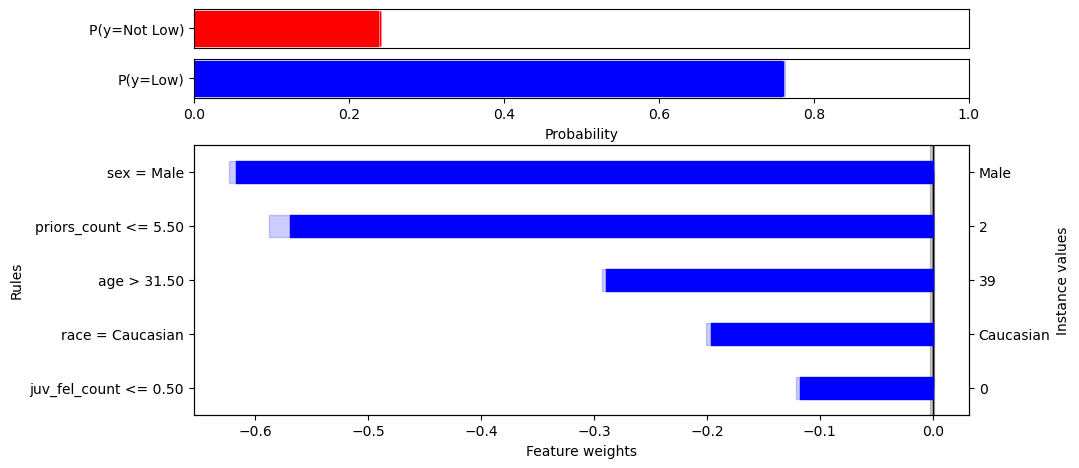 P(y=Not Low)
P(y=Low)
0.0 0.2 0.4 0.6 0.8 1.0
Probability
Rules
sex = Male Male
priors_count <= 5.50 2
age > 31.50 39
race = Caucasian Caucasian
juv_fel_count <= 0.50 0
Instance values
−0.6 −0.5 −0.4 −0.3 −0.2 −0.1 0.0
Feature weights